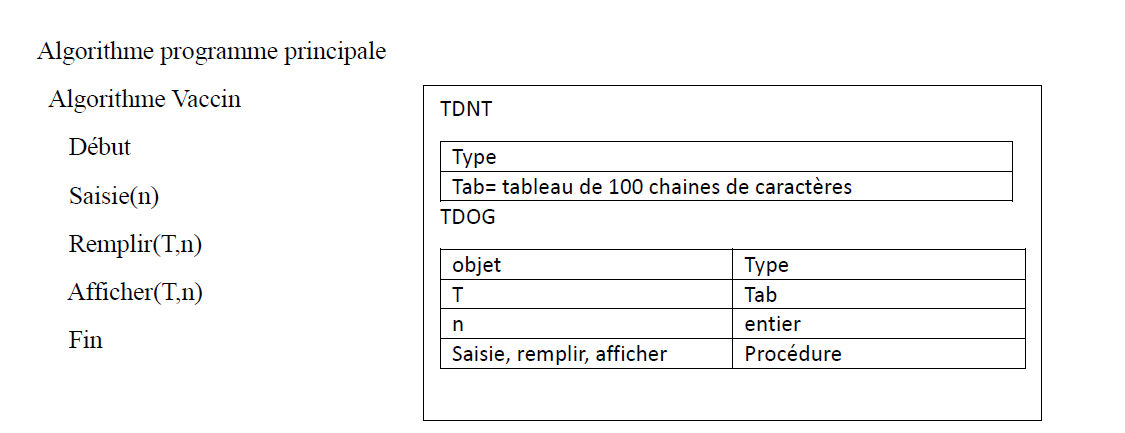 Algorithme programme principale
Algorithme Vaccin
Début
Saisie(n)
Remplir(T,n)
Afficher(T,n)
Fin
TDNT
Type
Tab= tableau de 100 chaines de caractères
TDOG
objet Type
T Tab
n entier
Saisie, remplir, afficher Procédure